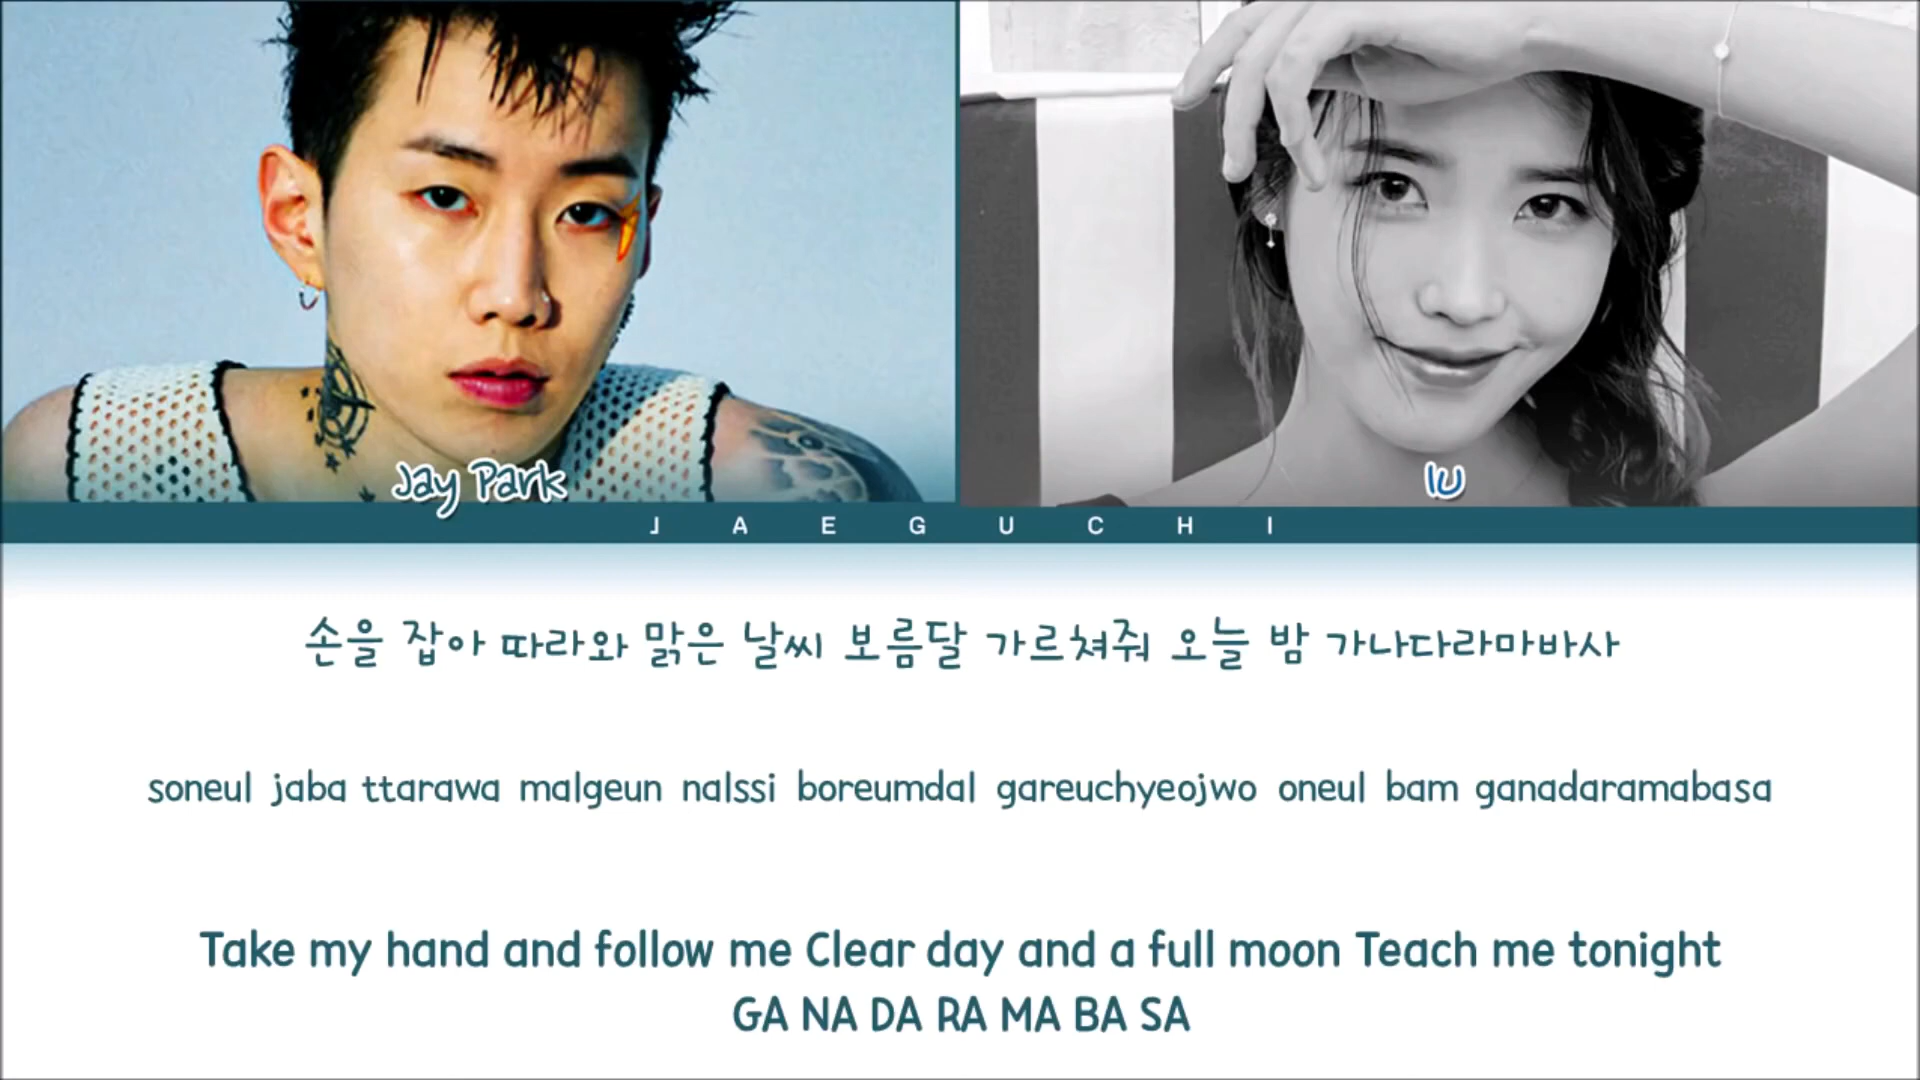 Jay Park
IU
JAEGUCHI
손을 잡아 따라와 맑은 날씨 보름달 가르쳐줘 오늘 밤 가나다라마바사
soneul jaba ttarawa malgeun nalssi boreumdal gareuchyeojwo oneul bam ganadaramabasa
Take my hand and follow me Clear day and a full moon Teach me tonight
GA NA DA RA MA BA SA